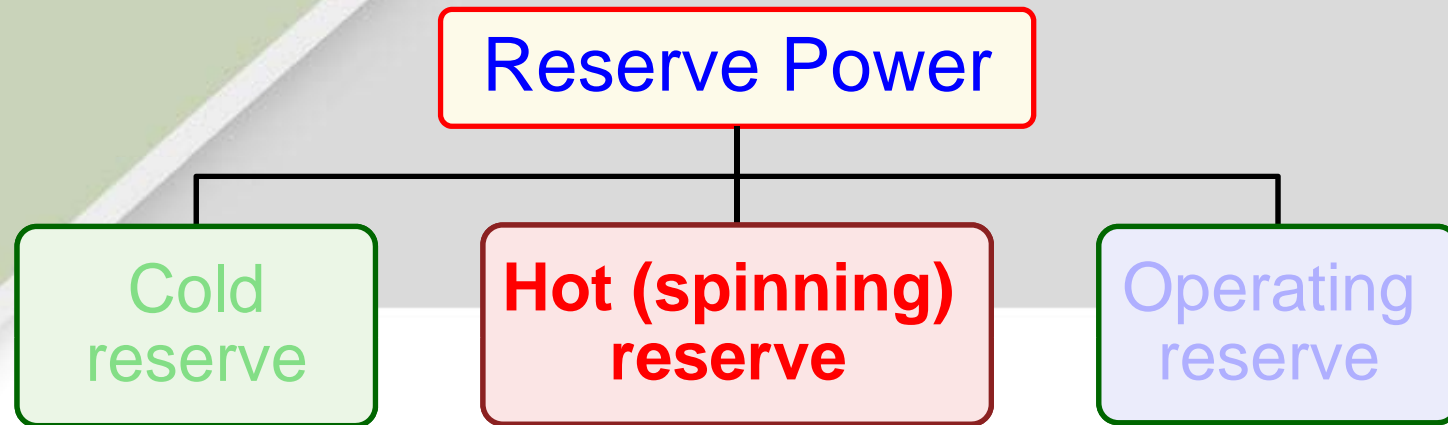 Reserve Power
Cold
reserve
Hot (spinning)
reserve
Operating
reserve